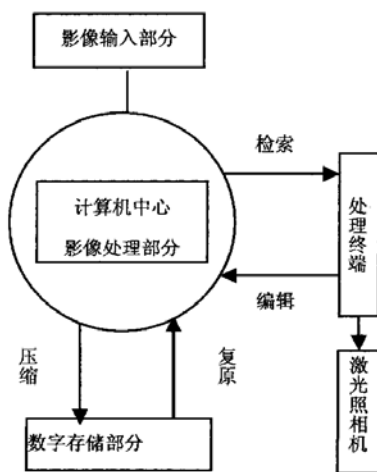 影像输入部分
检索
计算机中心
影像处理部分
处理终端
编辑
压缩
复原
激光照相机
数字存储部分